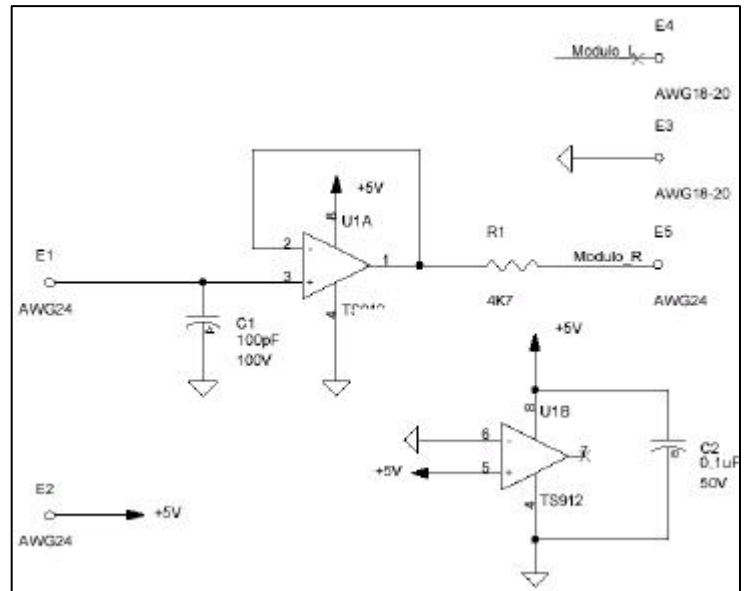 E4
Modulo_L
AWG18-20
E3
AWG18-20
+5V
8
U1A
2
-
3
+
1
4
R1
4K7
E5
Modulo_R
AWG24
E1
AWG24
C1
100pF
100V
+5V
8
U1B
6
-
+5V
5
+
7
4
TS912
C2
0,1uF
50V
E2
+5V
AWG24